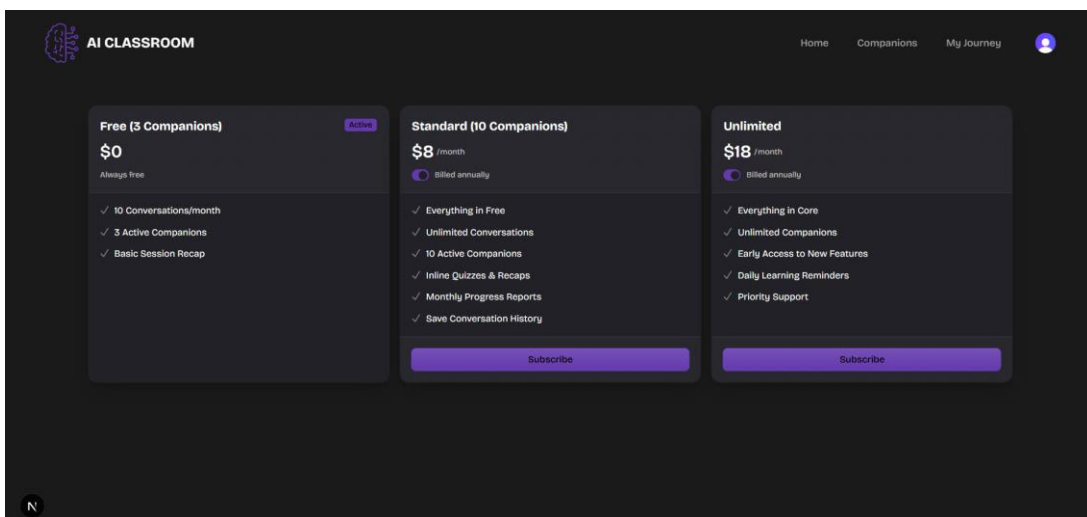 AI CLASSROOM
Home Companions My Journey
Free (3 Companions) Active
$0
Always free
10 Conversations/month
3 Active Companions
Basic Session Recap
Standard (10 Companions)
$8 /month
Billed annually
Everything in Free
Unlimited Conversations
10 Active Companions
Inline Quizzes & Recaps
Monthly Progress Reports
Save Conversation History
Subscribe
Unlimited
$18 /month
Billed annually
Everything in Core
Unlimited Companions
Early Access to New Features
Daily Learning Reminders
Priority Support
Subscribe
N